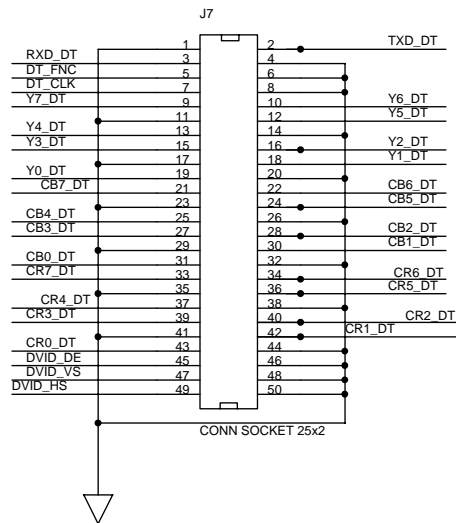 J7
1 2 TXD_DT
RXD_DT 3 4
DT_FNC 5 6
DT_CLK 7 8
Y7_DT 9 10 Y6_DT
11 12 Y5_DT
Y4_DT 13 14
Y3_DT 15 16 Y2_DT
17 18 Y1_DT
Y0_DT 19 20
CB7_DT 21 22 CB6_DT
23 24 CB5_DT
CB4_DT 25 26
CB3_DT 27 28 CB2_DT
29 30 CB1_DT
CB0_DT 31 32
CR7_DT 33 34 CR6_DT
35 36 CR5_DT
CR4_DT 37 38
CR3_DT 39 40 CR2_DT
41 42 CR1_DT
CR0_DT 43 44
DVID_DE 45 46
DVID_VS 47 48
DVID_HS 49 50
CONN SOCKET 25x2